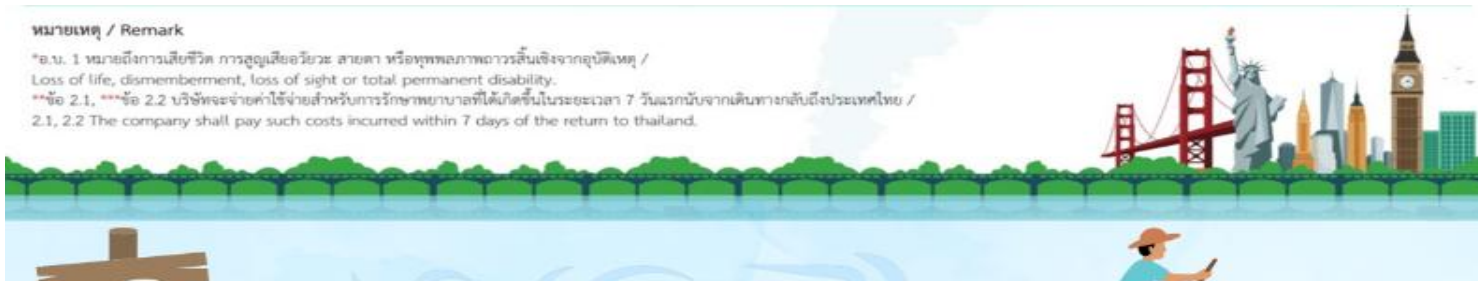 หมายเหตุ / Remark
*อ.บ. 1 หมายถึงการเสียชีวิต การสูญเสียอวัยวะ สายตา หรือทุพพลภาพถาวรสิ้นเชิงจากอุบัติเหตุ /
Loss of life, dismemberment, loss of sight or total permanent disability.
**ข้อ 2.1, ***ข้อ 2.2 บริษัทจะจ่ายค่าใช้จ่ายสำหรับการรักษาพยาบาลที่ได้เกิดขึ้นในระยะเวลา 7 วันแรกนับจากเดินทางกลับถึงประเทศไทย /
2.1, 2.2 The company shall pay such costs incurred within 7 days of the return to thailand.